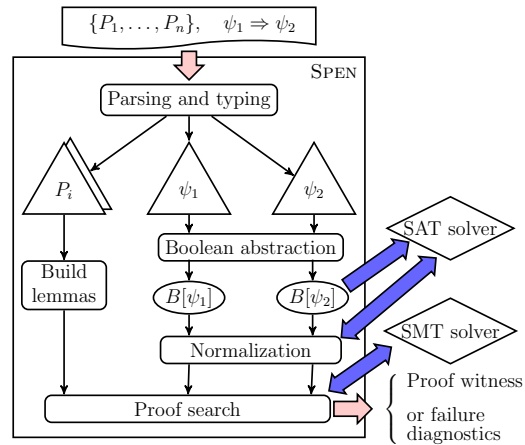 {P₁, . . . , Pₙ}, ψ₁ ⇒ ψ₂
SPEN
Parsing and typing
Pᵢ
ψ₁
ψ₂
SAT solver
Boolean abstraction
Build
lemmas
B[ψ₁]
B[ψ₂]
SMT solver
Normalization
Proof witness
Proof search
or failure
diagnostics